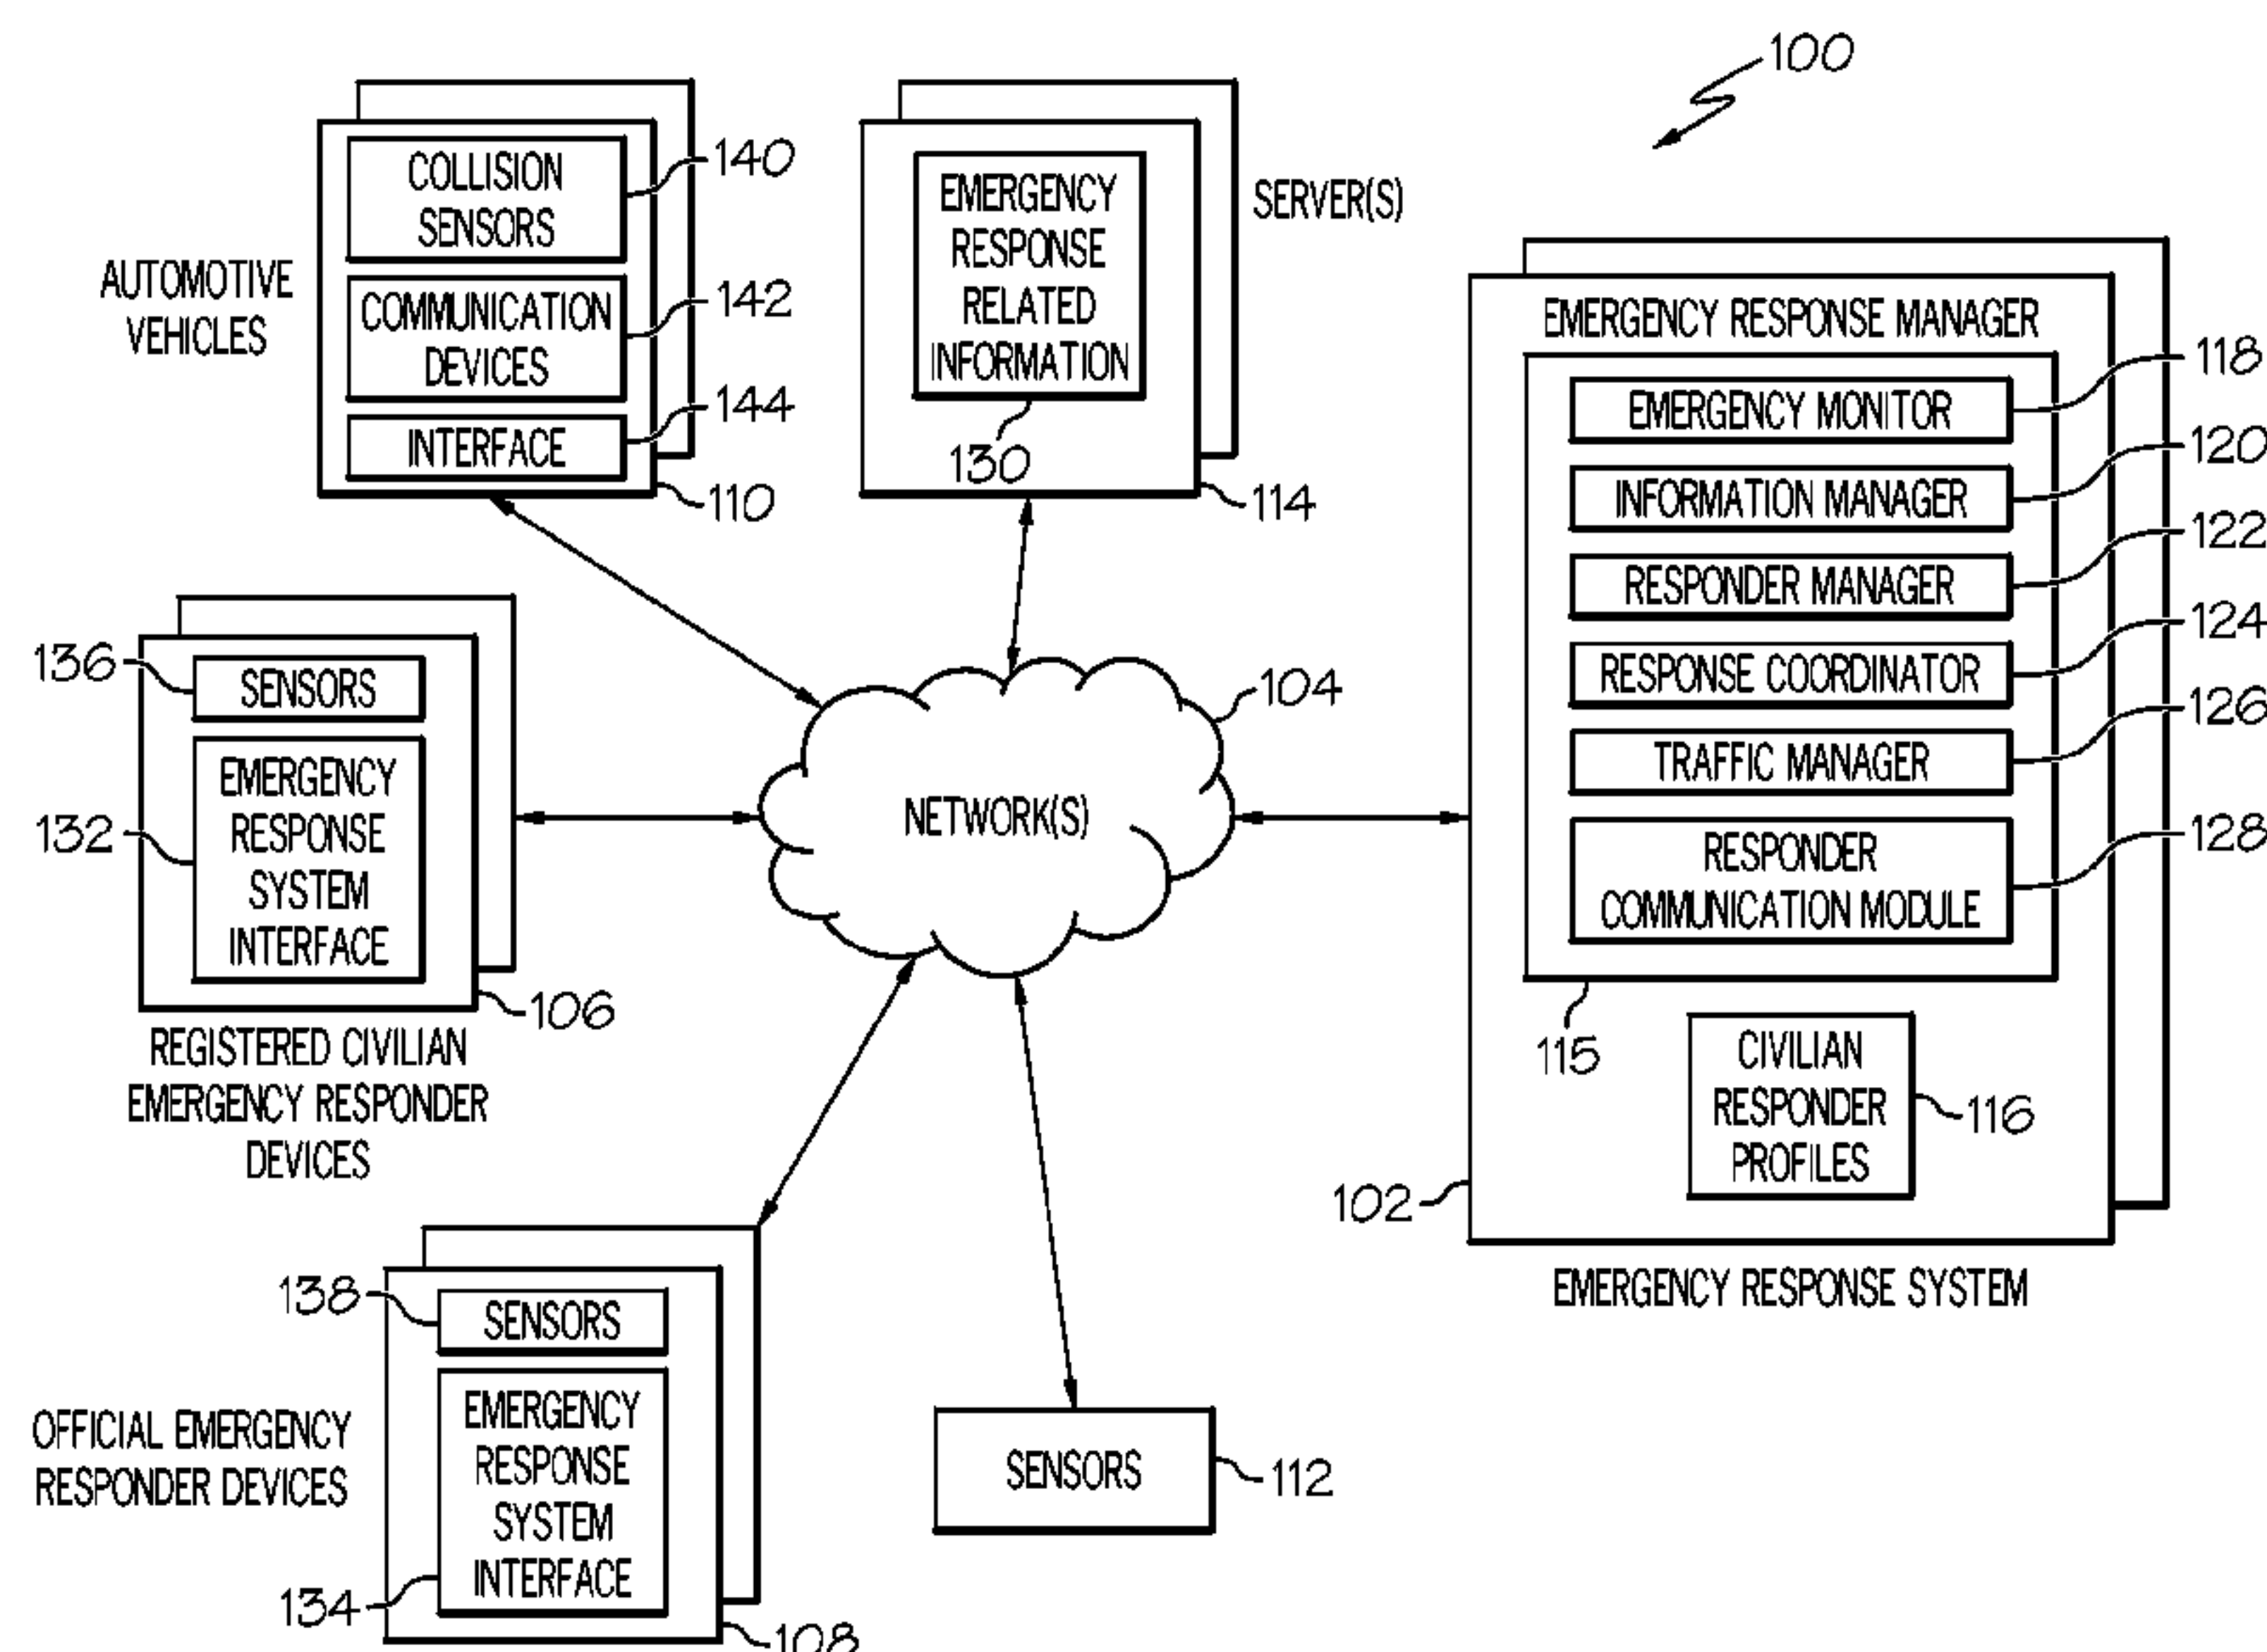 100
COLLISION
SENSORS
140
COMMUNICATION
DEVICES
142
INTERFACE
144
110
AUTOMOTIVE
VEHICLES
EMERGENCY
RESPONSE
RELATED
INFORMATION
130
SERVER(S)
114
EMERGENCY RESPONSE MANAGER
EMERGENCY MONITOR
118
INFORMATION MANAGER
120
RESPONDER MANAGER
122
RESPONSE COORDINATOR
124
TRAFFIC MANAGER
126
RESPONDER
COMMUNICATION MODULE
128
115
CIVILIAN
RESPONDER
PROFILES
116
102
EMERGENCY RESPONSE SYSTEM
136
SENSORS
132
EMERGENCY
RESPONSE
SYSTEM
INTERFACE
106
REGISTERED CIVILIAN
EMERGENCY RESPONDER
DEVICES
NETWORK(S)
104
138
SENSORS
OFFICIAL EMERGENCY
RESPONDER DEVICES
EMERGENCY
RESPONSE
SYSTEM
INTERFACE
134
108
SENSORS
112